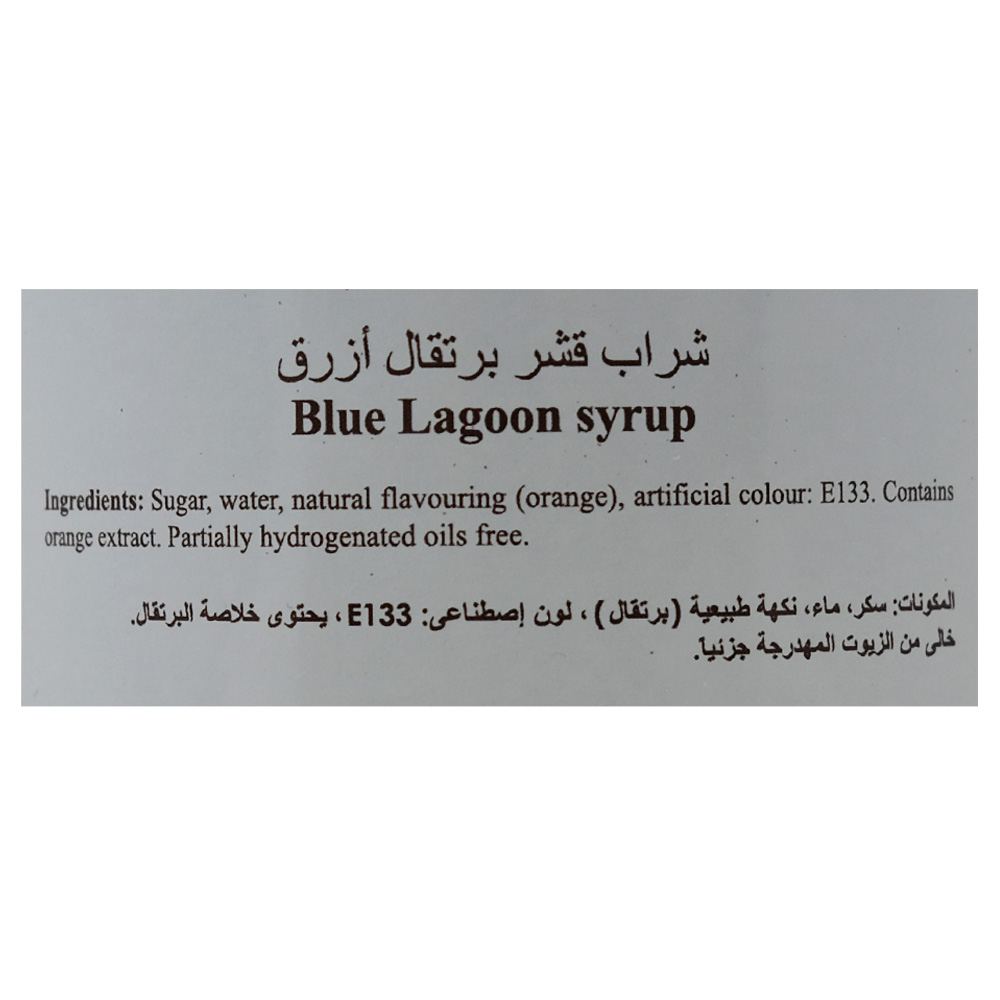 شراب قشر برتقال أزرق
Blue Lagoon syrup
Ingredients: Sugar, water, natural flavouring (orange), artificial colour: E133. Contains
orange extract. Partially hydrogenated oils free.
المكونات: سكر، ماء، نكهة طبيعية (برتقال)، لون إصطناعى: E133، يحتوى خلاصة البرتقال.
خالى من الزيوت المهدرجة جزئياً.